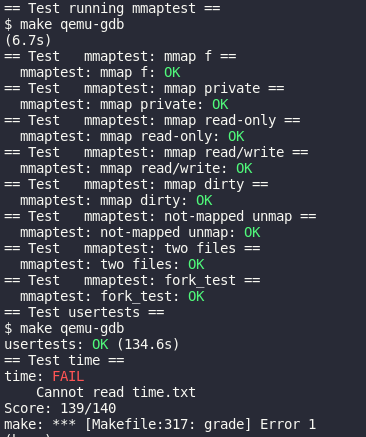 == Test running mmaptest ==
$ make qemu-gdb
(6.7s)
== Test   mmaptest: mmap f ==
  mmaptest: mmap f: OK
== Test   mmaptest: mmap private ==
  mmaptest: mmap private: OK
== Test   mmaptest: mmap read-only ==
  mmaptest: mmap read-only: OK
== Test   mmaptest: mmap read/write ==
  mmaptest: mmap read/write: OK
== Test   mmaptest: mmap dirty ==
  mmaptest: mmap dirty: OK
== Test   mmaptest: not-mapped unmap ==
  mmaptest: not-mapped unmap: OK
== Test   mmaptest: two files ==
  mmaptest: two files: OK
== Test   mmaptest: fork_test ==
  mmaptest: fork_test: OK
== Test usertests ==
$ make qemu-gdb
usertests: OK (134.6s)
== Test time ==
time: FAIL
    Cannot read time.txt
Score: 139/140
make: *** [Makefile:317: grade] Error 1